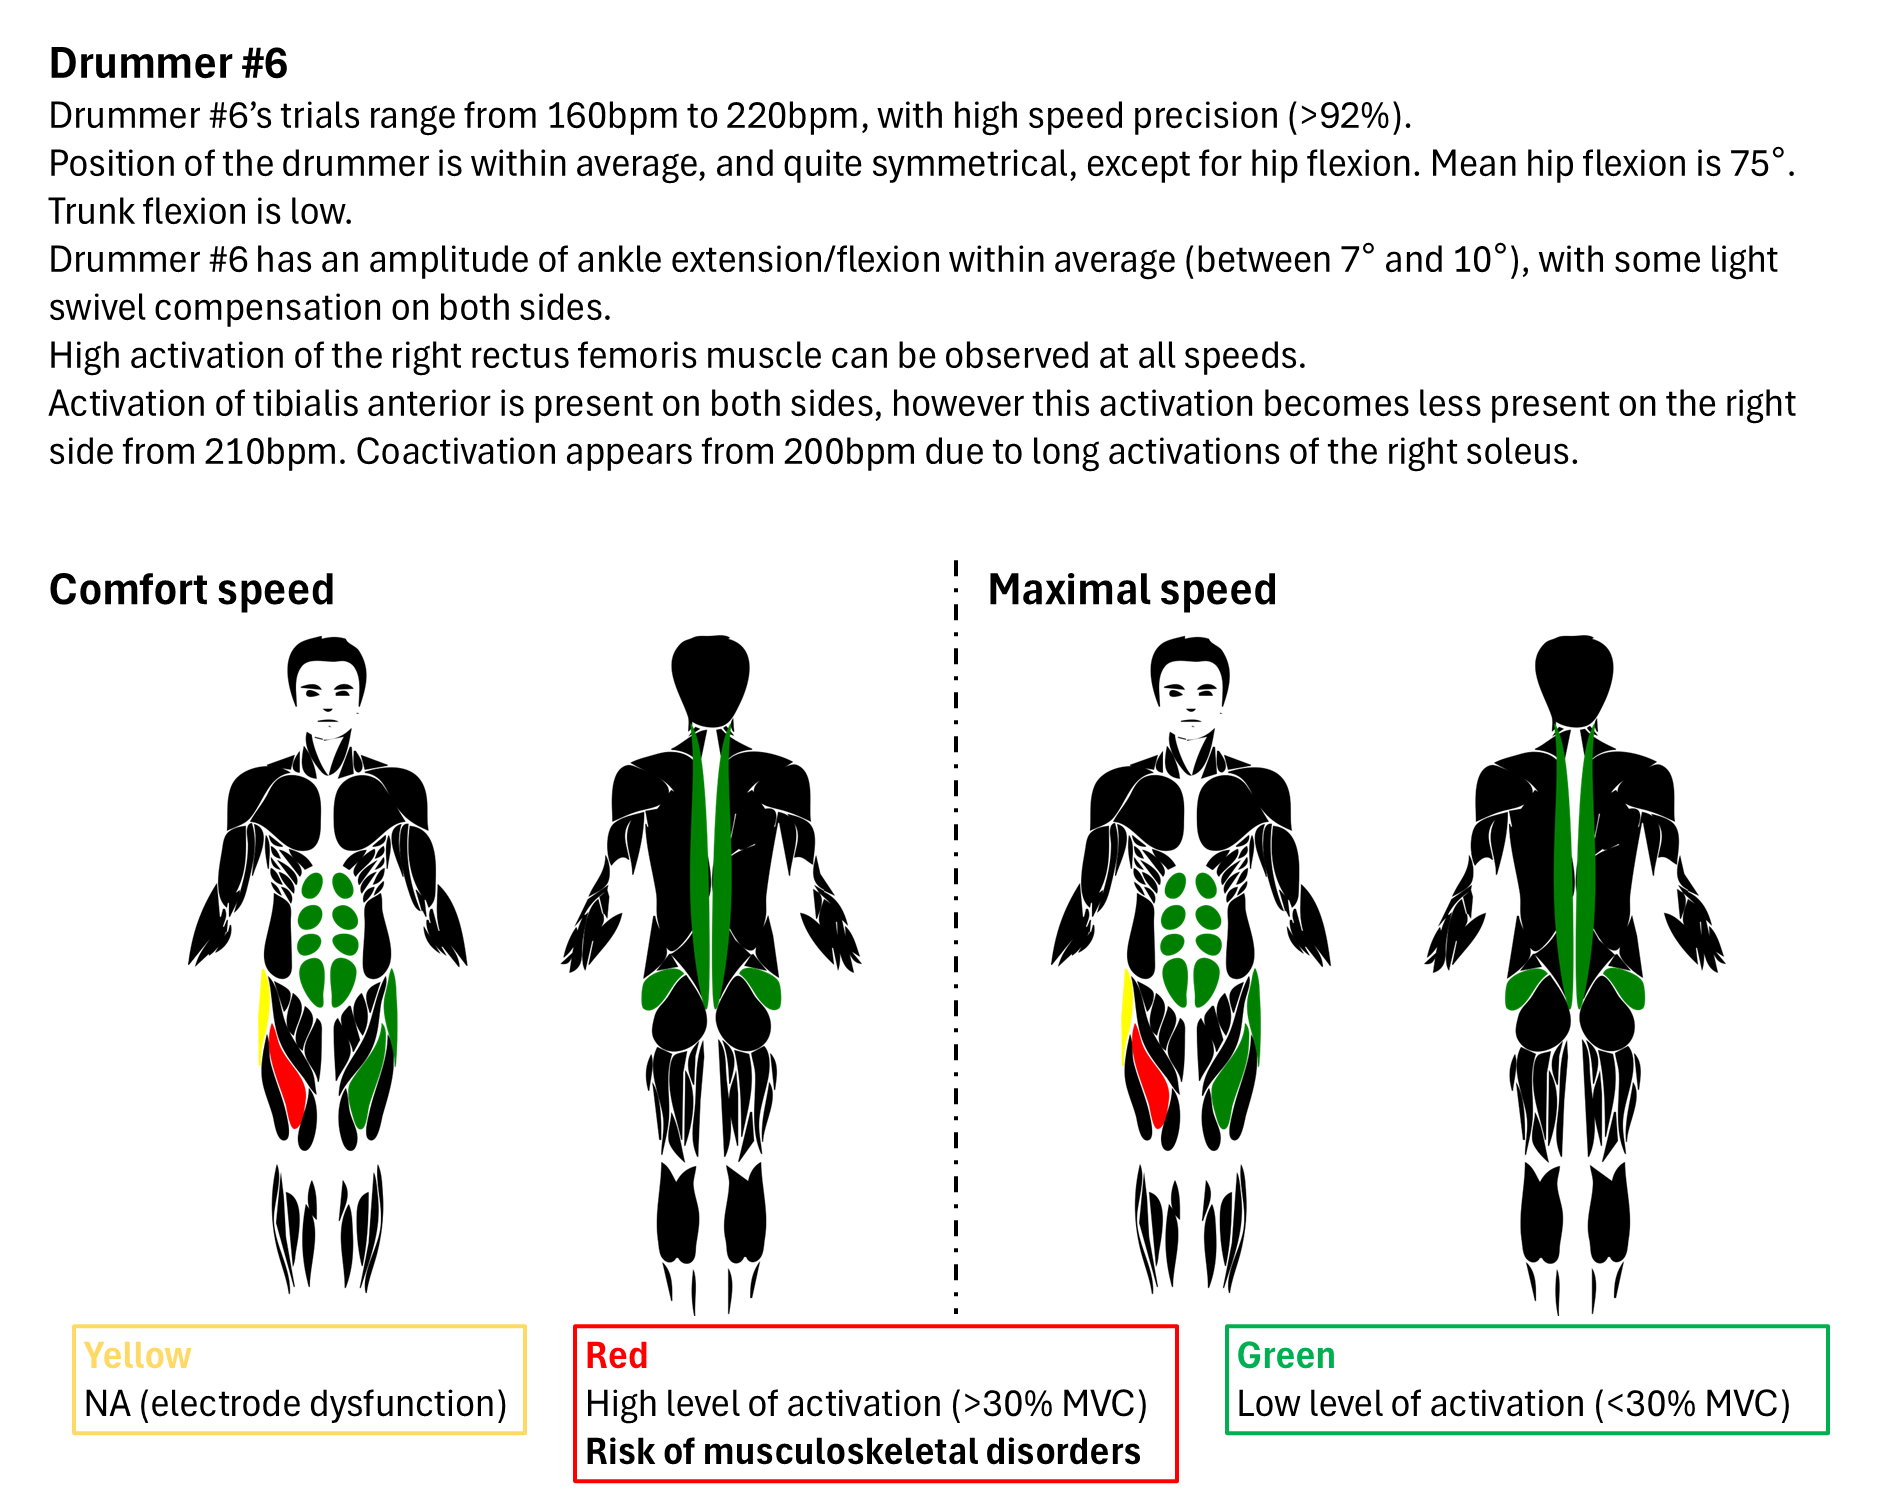 Drummer #6
Drummer #6’s trials range from 160bpm to 220bpm, with high speed precision (>92%).
Position of the drummer is within average, and quite symmetrical, except for hip flexion. Mean hip flexion is 75°.
Trunk flexion is low.
Drummer #6 has an amplitude of ankle extension/flexion within average (between 7° and 10°), with some light
swivel compensation on both sides.
High activation of the right rectus femoris muscle can be observed at all speeds.
Activation of tibialis anterior is present on both sides, however this activation becomes less present on the right
side from 210bpm. Coactivation appears from 200bpm due to long activations of the right soleus.
Comfort speed
Maximal speed
Yellow
NA (electrode dysfunction)
Red
High level of activation (>30% MVC)
Risk of musculoskeletal disorders
Green
Low level of activation (<30% MVC)